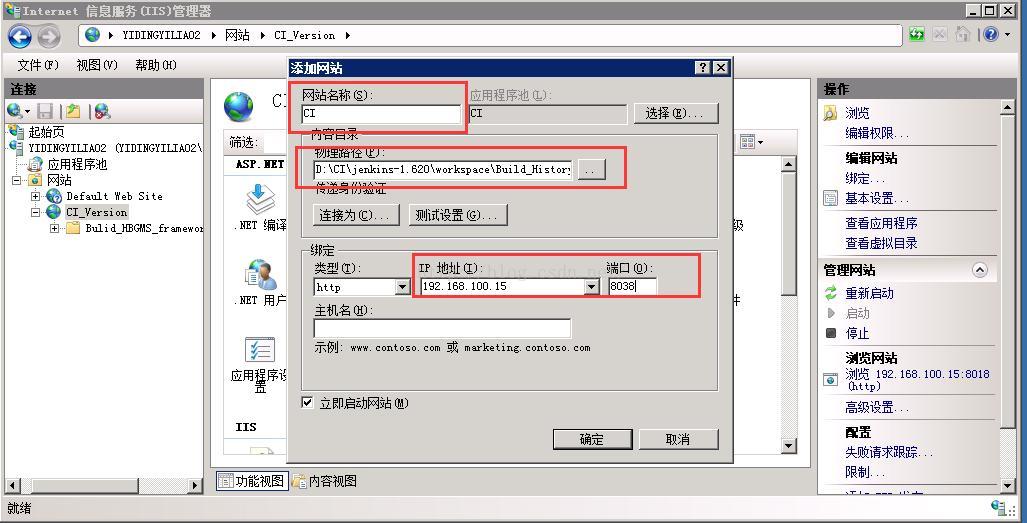 Internet 信息服务(IIS)管理器
YIDINGYILIAO2 网站 CI_Version
文件(F) 视图(V) 帮助(H)
连接
起始页
YIDINGYILIAO2 (YIDINGYILIAO2\
应用程序池
网站
Default Web Site
CI_Version
Bulid_HBGMS_framewor
筛选:
ASP.NET
.NET 编译
.NET 用户
应用程序设
置
IIS
添加网站
网站名称(S):
应用程序池(L):
CI
CI
选择(E)...
内容目录
物理路径(P):
D:\CI\jenkins-1.620\workspace\Build_History
..
传递身份验证
连接为(C)...
测试设置(G)...
绑定
类型(T):
IP 地址(I):
端口(O):
http
192.168.100.15
8038
主机名(H):
示例: www.contoso.com 或 marketing.contoso.com
立即启动网站(M)
确定
取消
功能视图
内容视图
操作
浏览
编辑权限...
编辑网站
绑定...
基本设置...
查看应用程序
查看虚拟目录
管理网站
重新启动
启动
停止
浏览网站
浏览 192.168.100.15:8018
(http)
高级设置...
配置
失败请求跟踪...
限制...
就绪